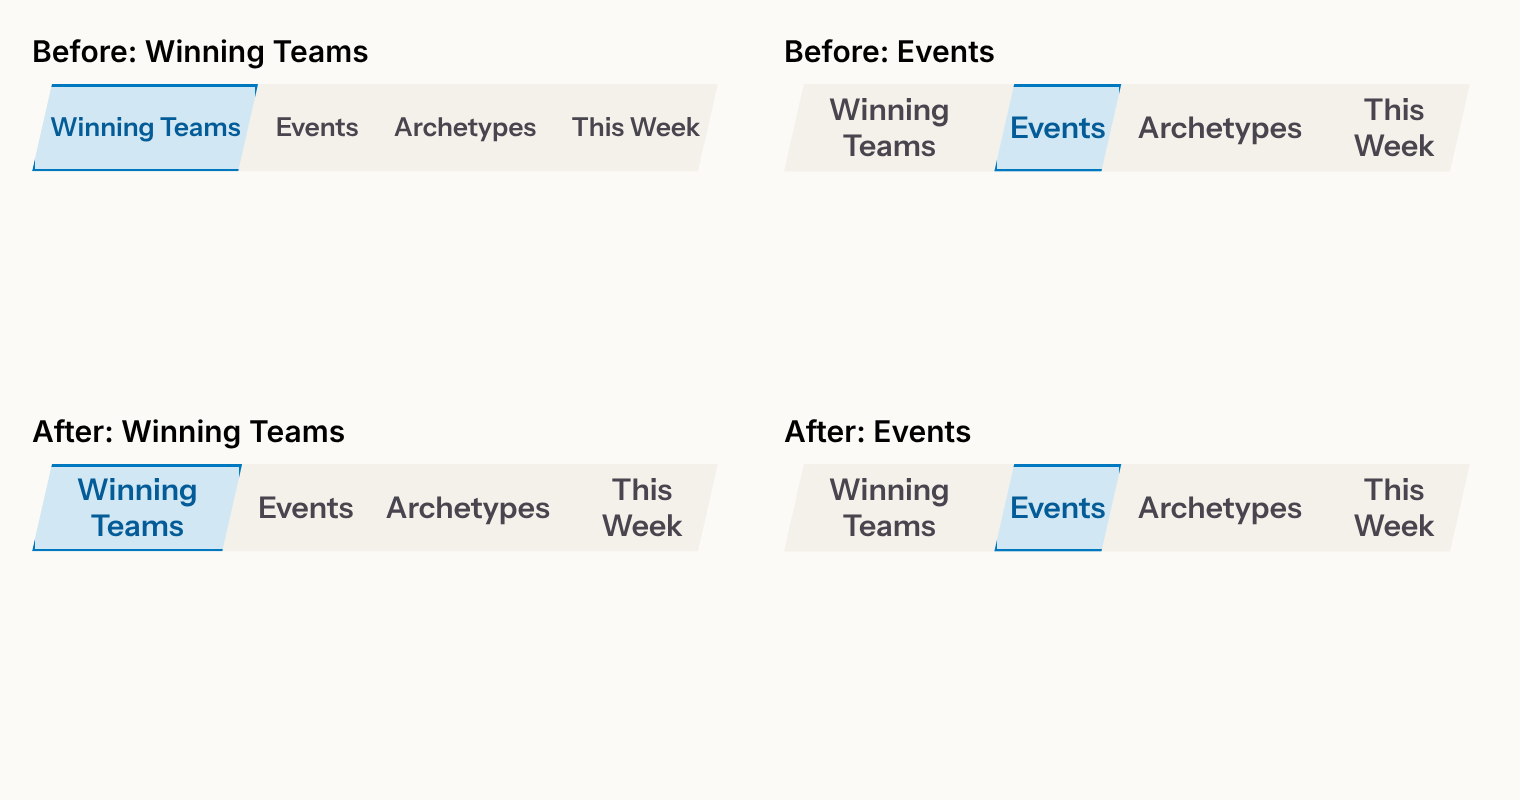 Before: Winning Teams
Winning Teams Events Archetypes This Week
Before: Events
Winning
Teams
Events
Archetypes
This
Week
After: Winning Teams
Winning
Teams
Events
Archetypes
This
Week
After: Events
Winning
Teams
Events
Archetypes
This
Week